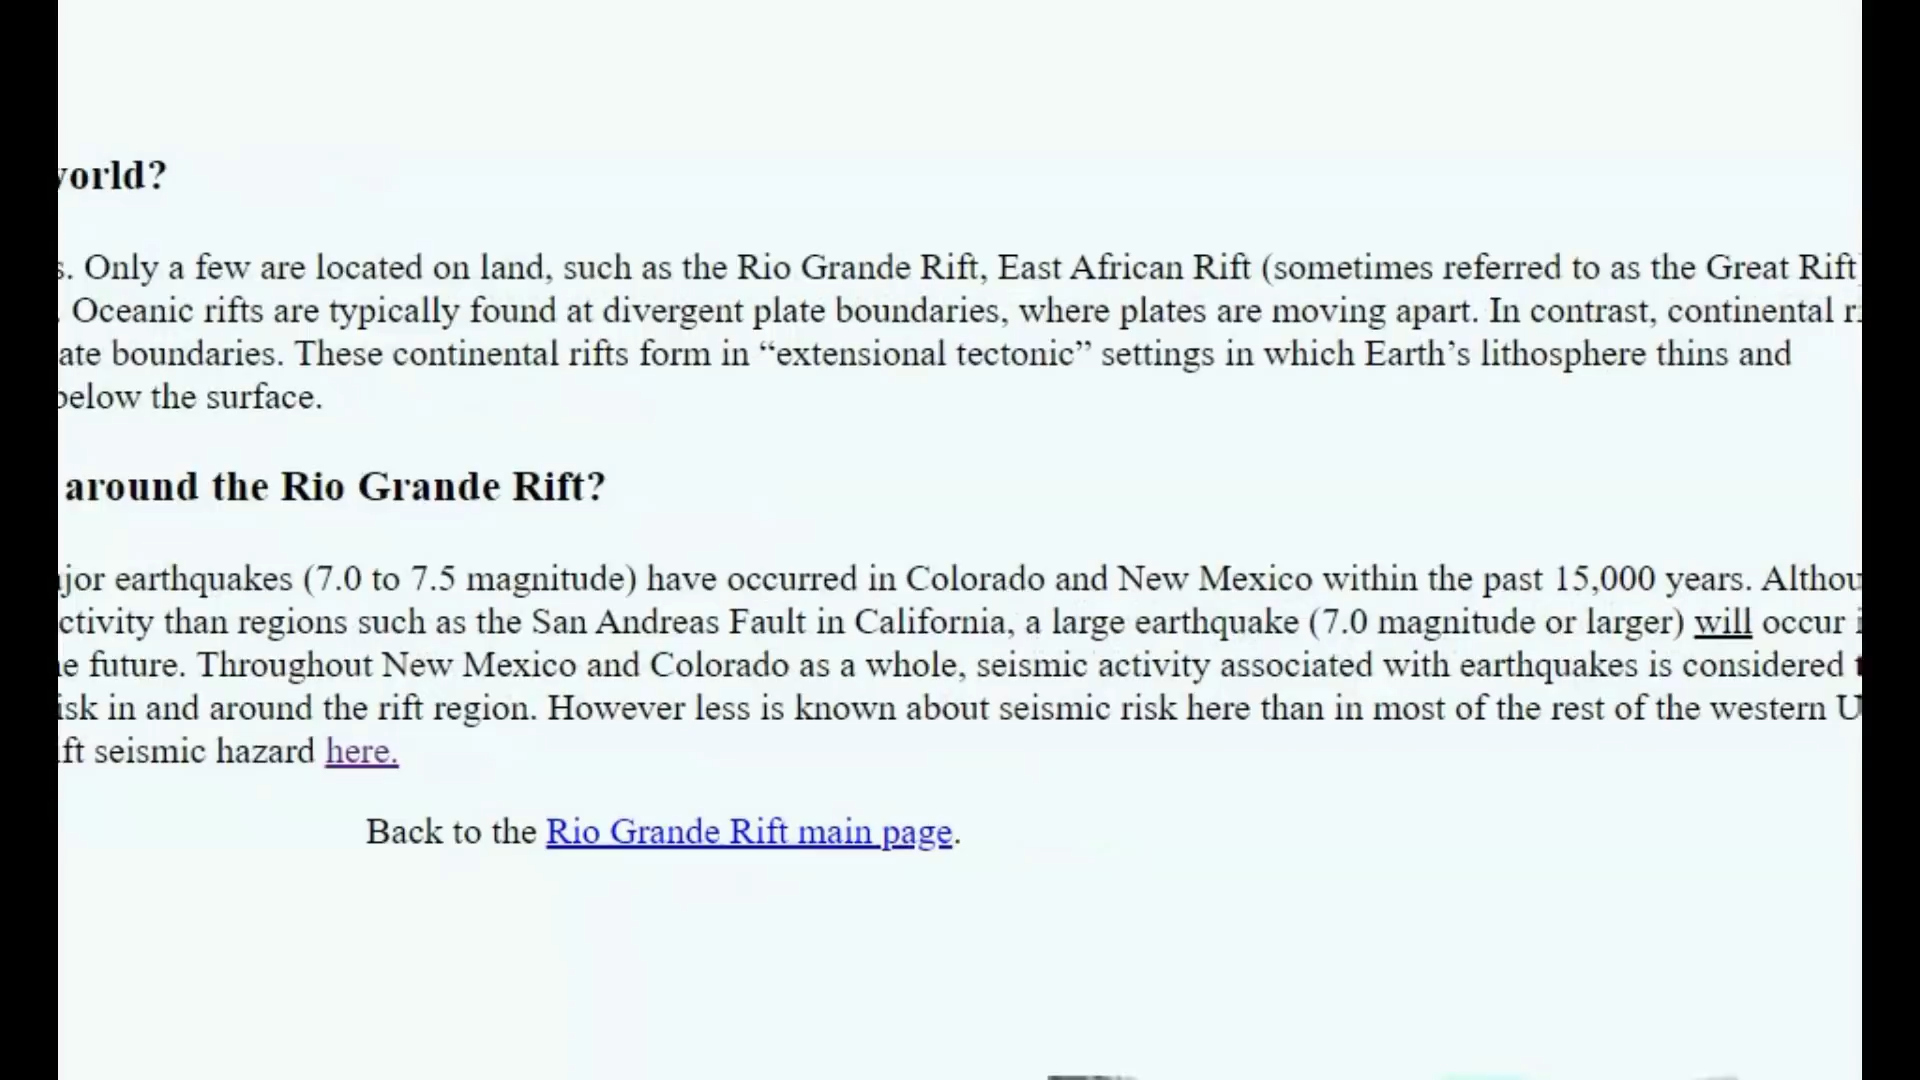 world?
s. Only a few are located on land, such as the Rio Grande Rift, East African Rift (sometimes referred to as the Great Rift
. Oceanic rifts are typically found at divergent plate boundaries, where plates are moving apart. In contrast, continental ri
ate boundaries. These continental rifts form in “extensional tectonic” settings in which Earth’s lithosphere thins and
below the surface.
around the Rio Grande Rift?
jor earthquakes (7.0 to 7.5 magnitude) have occurred in Colorado and New Mexico within the past 15,000 years. Althou
ctivity than regions such as the San Andreas Fault in California, a large earthquake (7.0 magnitude or larger) will occur i
e future. Throughout New Mexico and Colorado as a whole, seismic activity associated with earthquakes is considered t
isk in and around the rift region. However less is known about seismic risk here than in most of the rest of the western U
ft seismic hazard here.
Back to the Rio Grande Rift main page.